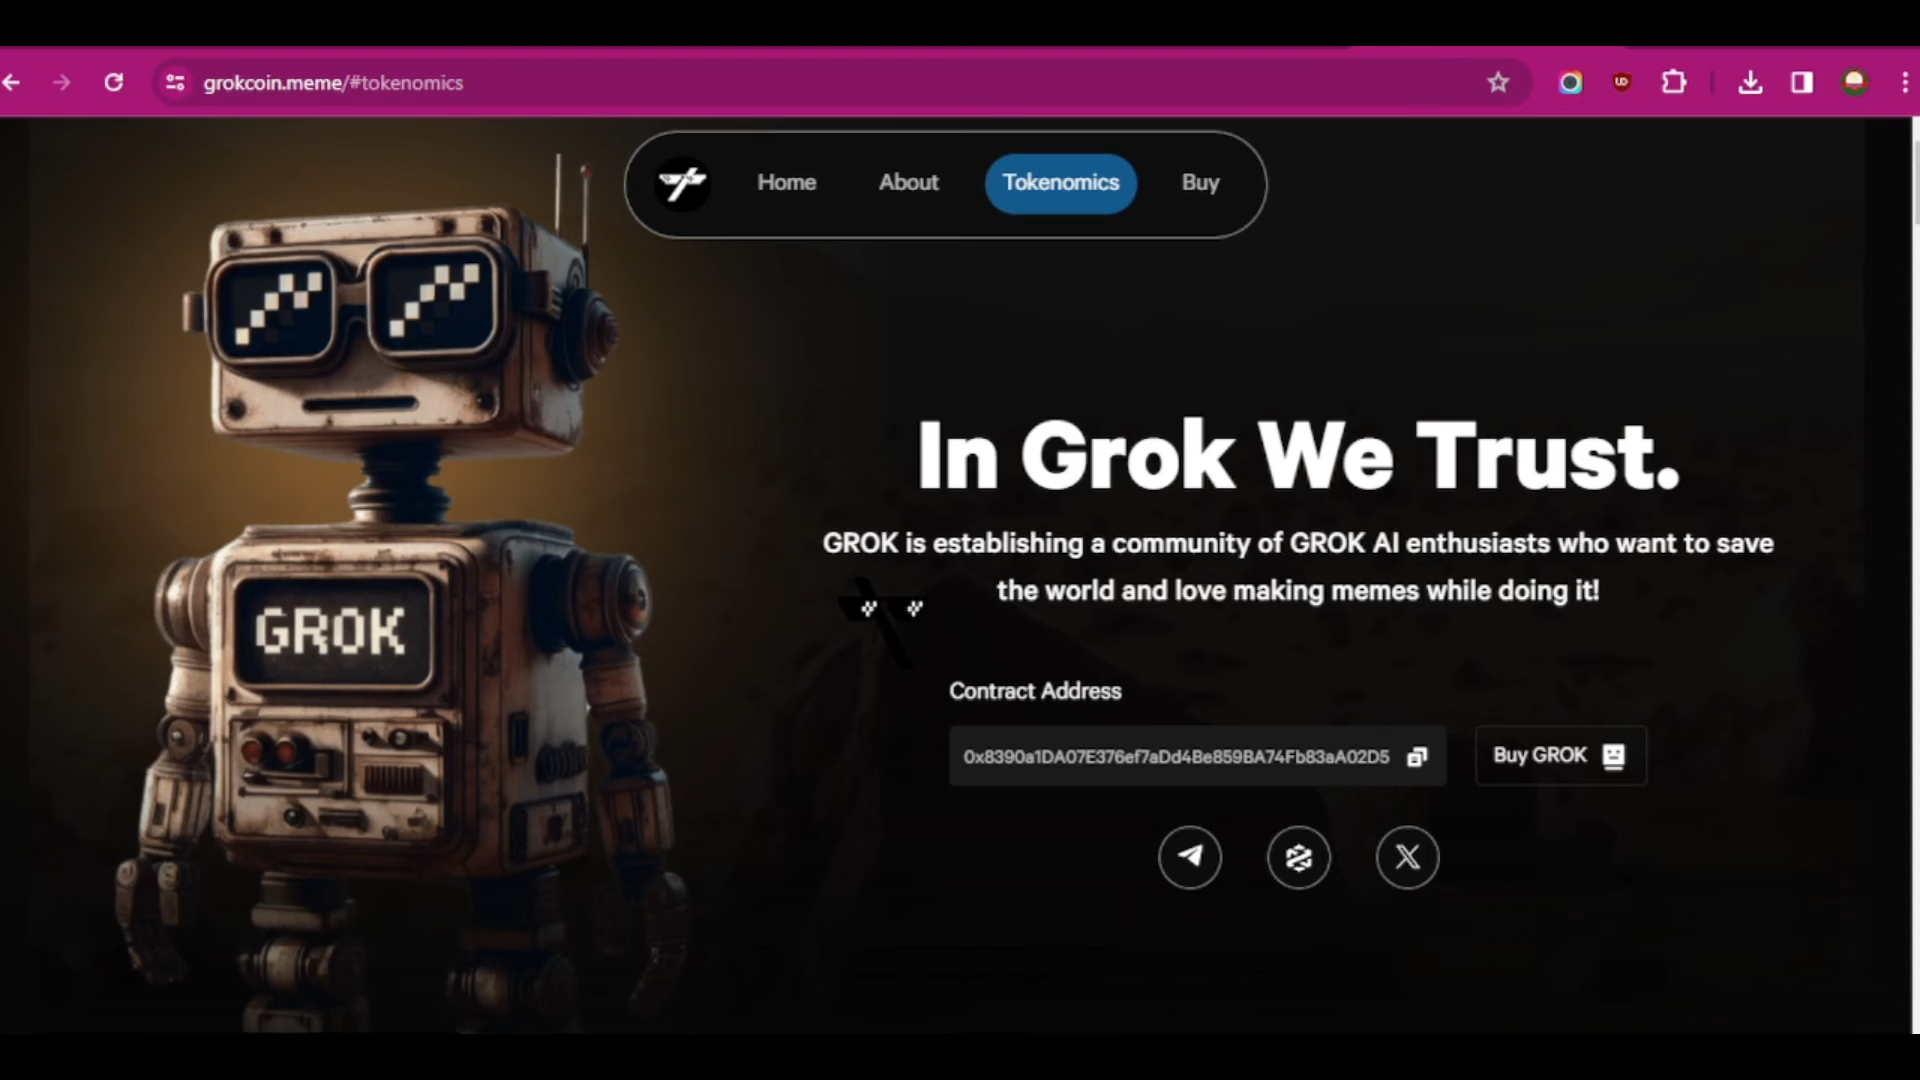 grokcoin.meme/#tokenomics
Home
About
Tokenomics
Buy
In Grok We Trust.
GROK is establishing a community of GROK AI enthusiasts who want to save
the world and love making memes while doing it!
GROK
Contract Address
0x8390a1DA07E376ef7aDd4Be859BA74Fb83aA02D5
Buy GROK